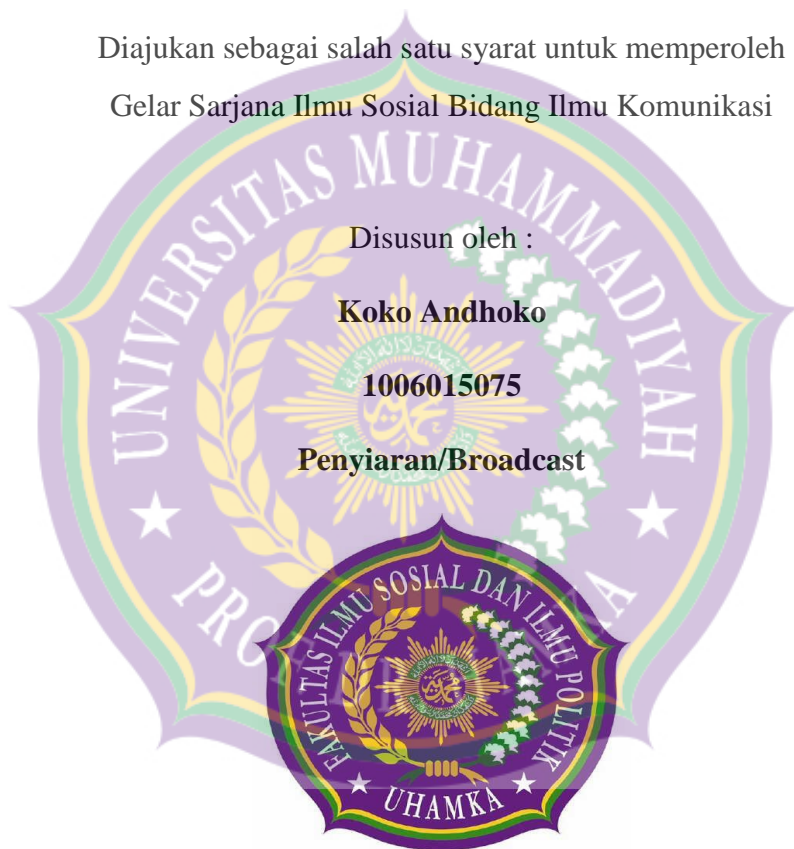 Diajukan sebagai salah satu syarat untuk memperoleh
Gelar Sarjana Ilmu Sosial Bidang Ilmu Komunikasi
UNIVERSITAS MUHAMMADIYAH
Disusun oleh :
Koko Andhoko
1006015075
Penyiaran/Broadcast
FAKULTAS ILMU SOSIAL DAN ILMU POLITIK
UHAMKA